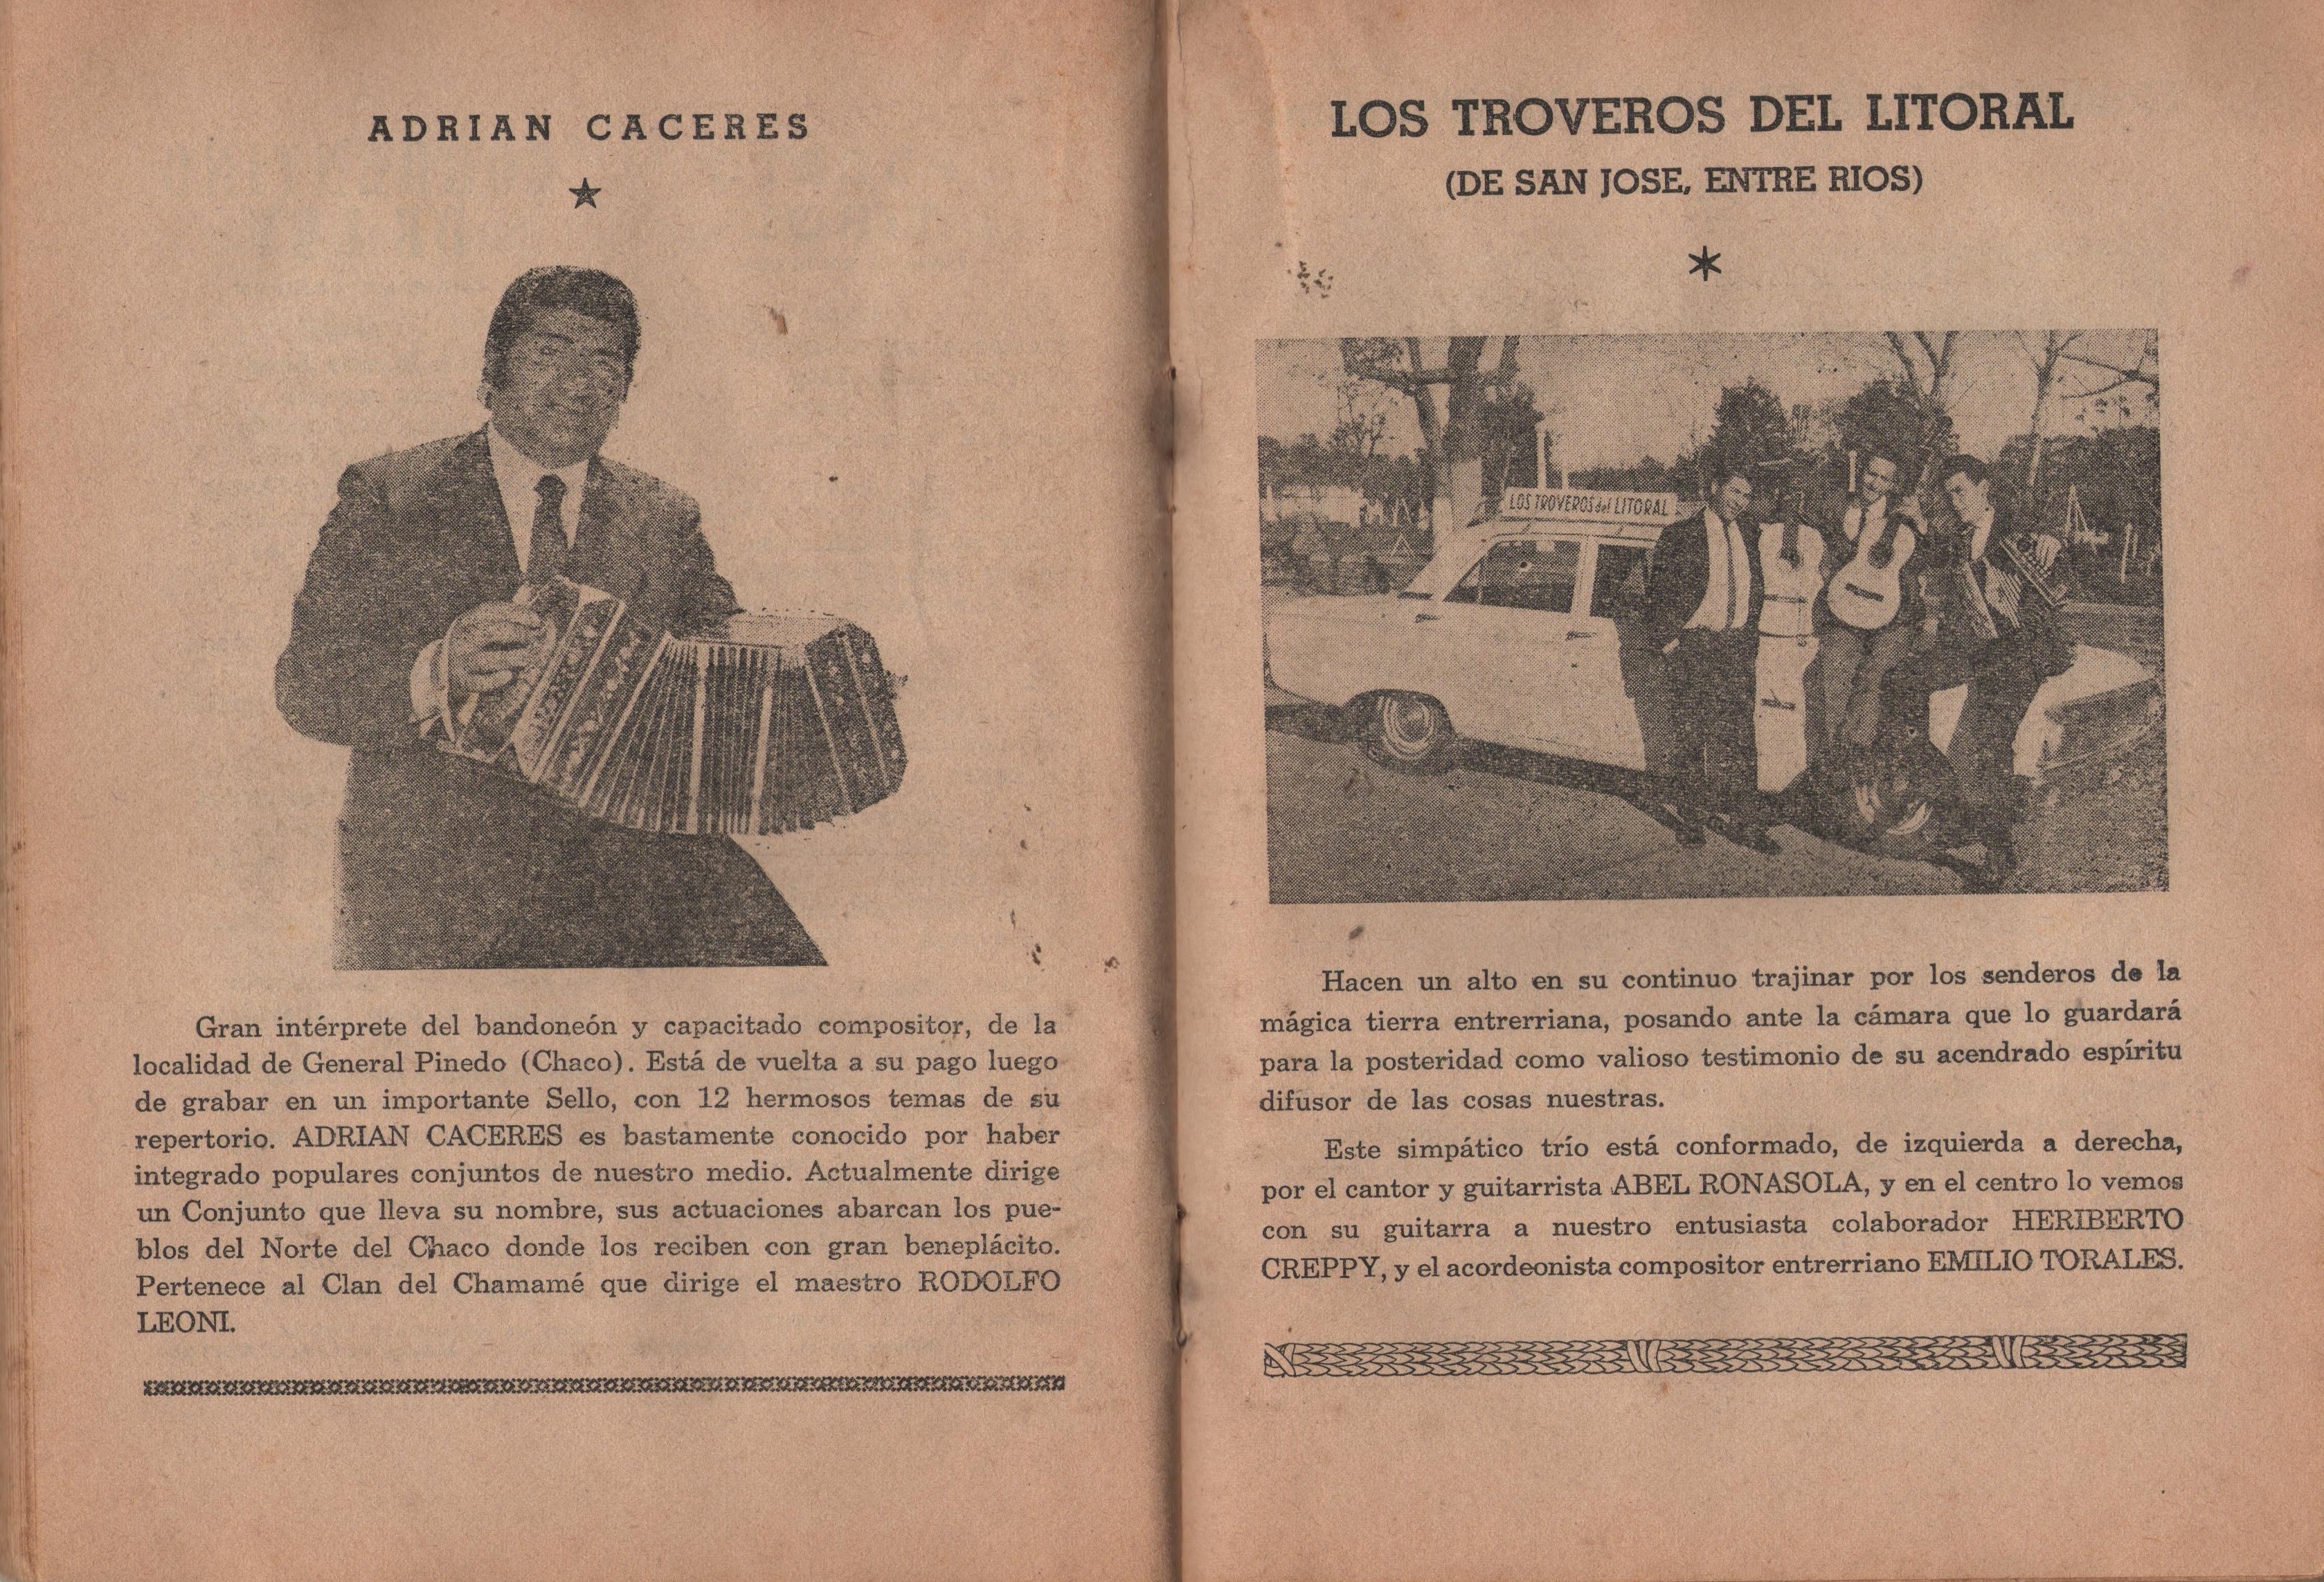 ADRIAN CACERES
Gran intérprete del bandoneón y capacitado compositor, de la
localidad de General Pinedo (Chaco). Está de vuelta a su pago luego
de grabar en un importante Sello, con 12 hermosos temas de su
repertorio. ADRIAN CACERES es bastamente conocido por haber
integrado populares conjuntos de nuestro medio. Actualmente dirige
un Conjunto que lleva su nombre, sus actuaciones abarcan los pue-
blos del Norte del Chaco donde los reciben con gran beneplácito.
Pertenece al Clan del Chamamé que dirige el maestro RODOLFO
LEONI.
LOS TROVEROS DEL LITORAL
(DE SAN JOSE, ENTRE RIOS)
LOS TROVEROS del LITORAL
Hacen un alto en su continuo trajinar por los senderos de la
mágica tierra entrerriana, posando ante la cámara que lo guardará
para la posteridad como valioso testimonio de su acendrado espíritu
difusor de las cosas nuestras.
Este simpático trío está conformado, de izquierda a derecha,
por el cantor y guitarrista ABEL RONASOLA, y en el centro lo vemos
con su guitarra a nuestro entusiasta colaborador HERIBERTO
CREPPY, y el acordeonista compositor entrerriano EMILIO TORALES.